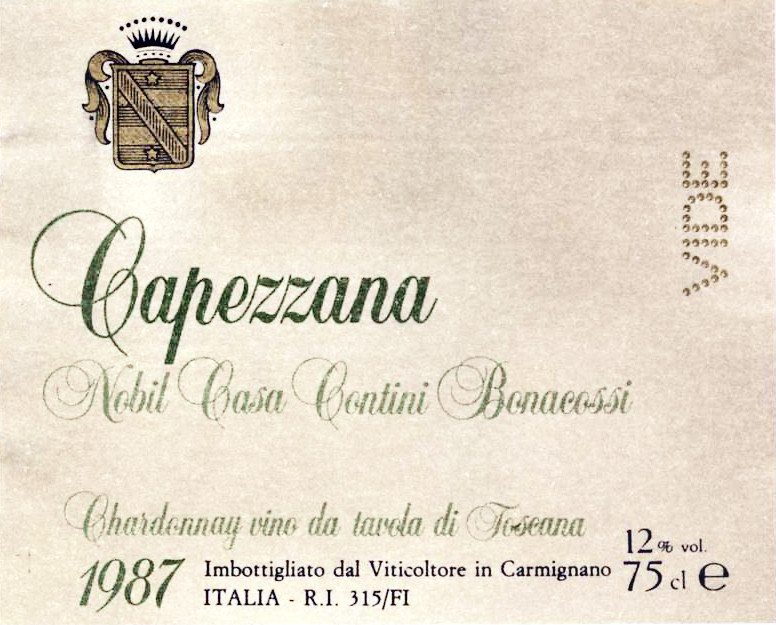 VIDE
Capezzana
Nobil Casa Contini Bonacossi
Chardonnay vino da tavola di Toscana
1987
Imbottigliato dal Viticoltore in Carmignano
ITALIA - R.I. 315/FI
12% vol.
75 cl e